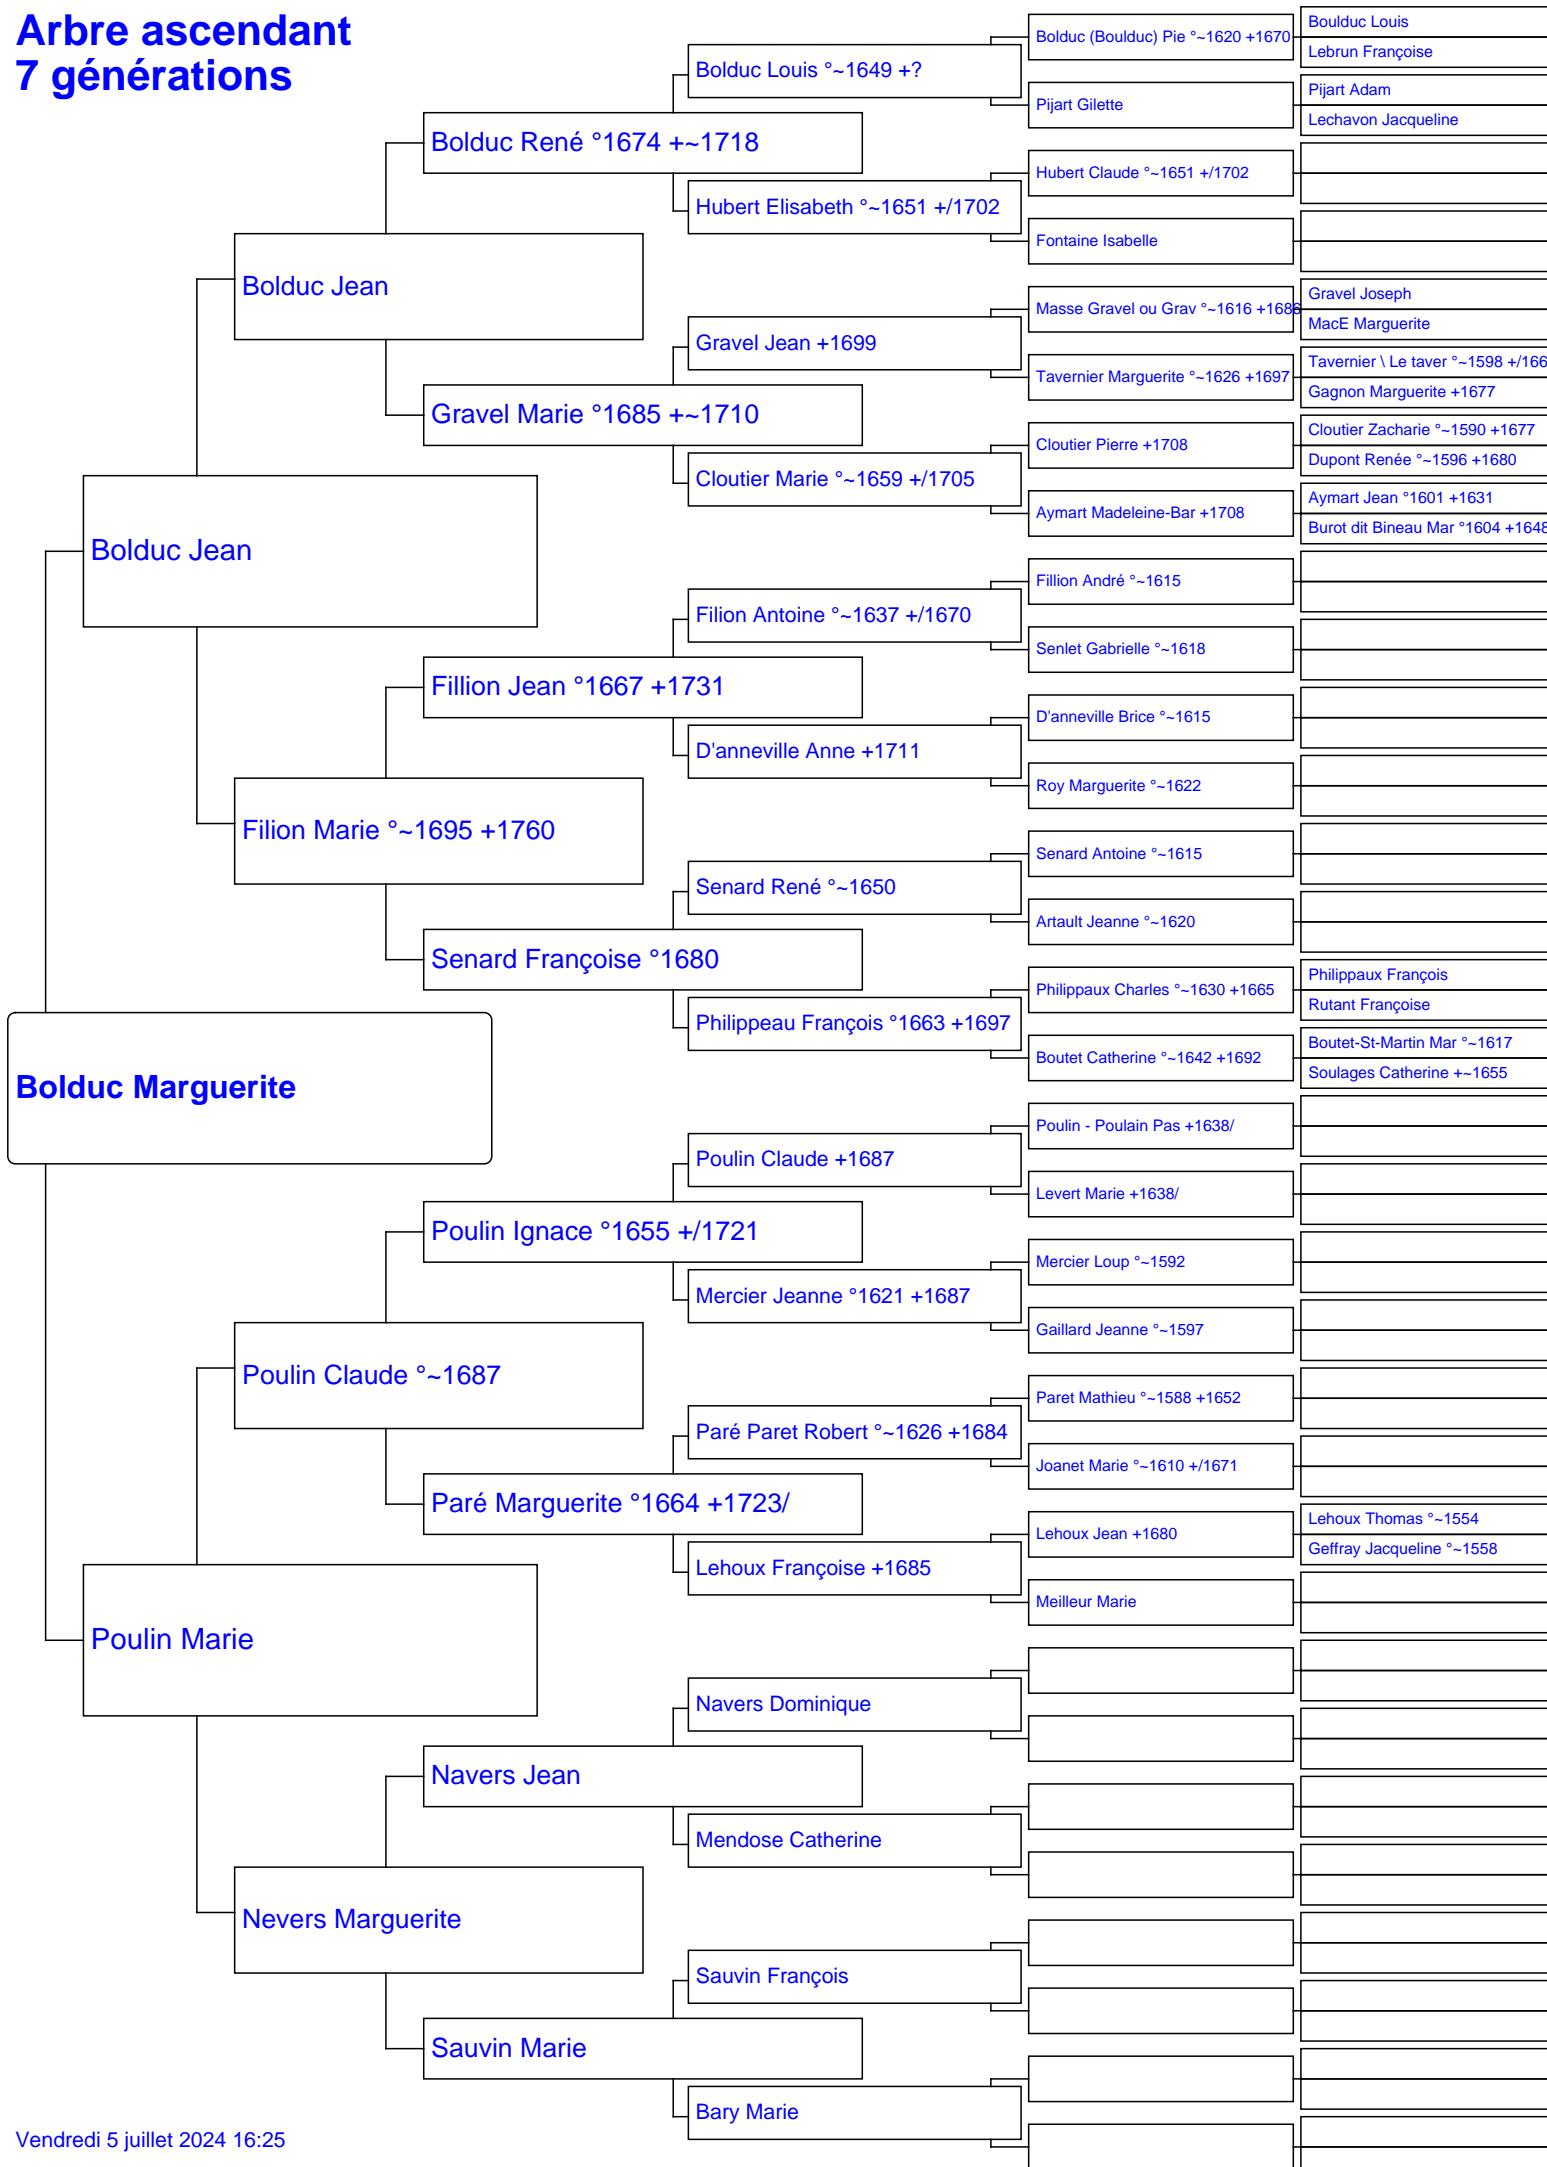 Arbre ascendant
7 générations
Bolduc Marguerite
Bolduc Jean
Poulin Marie
Bolduc Jean
Filion Marie °~1695 +1760
Poulin Claude °~1687
Nevers Marguerite
Bolduc René °1674 +~1718
Gravel Marie °1685 +~1710
Fillion Jean °1667 +1731
Senard Françoise °1680
Poulin Ignace °1655 +/1721
Paré Marguerite °1664 +1723/
Navers Jean
Sauvin Marie
Bolduc Louis °~1649 +?
Hubert Elisabeth °~1651 +/1702
Gravel Jean +1699
Cloutier Marie °~1659 +/1705
Filion Antoine °~1637 +/1670
D'anneville Anne +1711
Senard René °~1650
Philippeau François °1663 +1697
Poulin Claude +1687
Mercier Jeanne °1621 +1687
Paré Paret Robert °~1626 +1684
Lehoux Françoise +1685
Navers Dominique
Mendose Catherine
Sauvin François
Bary Marie
Bolduc (Boulduc) Pie °~1620 +1670
Pijart Gilette
Hubert Claude °~1651 +/1702
Fontaine Isabelle
Masse Gravel ou Grav °~1616 +1686
Tavernier Marguerite °~1626 +1697
Cloutier Pierre +1708
Aymart Madeleine-Bar +1708
Fillion André °~1615
Senlet Gabrielle °~1618
D'anneville Brice °~1615
Roy Marguerite °~1622
Senard Antoine °~1615
Artault Jeanne °~1620
Philippaux Charles °~1630 +1665
Boutet Catherine °~1642 +1692
Poulin - Poulain Pas +1638/
Levert Marie +1638/
Mercier Loup °~1592
Gaillard Jeanne °~1597
Paret Mathieu °~1588 +1652
Joanet Marie °~1610 +/1671
Lehoux Jean +1680
Meilleur Marie
Boulduc Louis
Lebrun Françoise
Pijart Adam
Lechavon Jacqueline
Gravel Joseph
MacE Marguerite
Tavernier \ Le taver °~1598 +/166
Gagnon Marguerite +1677
Cloutier Zacharie °~1590 +1677
Dupont Renée °~1596 +1680
Aymart Jean °1601 +1631
Burot dit Bineau Mar °1604 +1648
Philippaux François
Rutant Françoise
Boutet-St-Martin Mar °~1617
Soulages Catherine +~1655
Lehoux Thomas °~1554
Geffray Jacqueline °~1558
Vendredi 5 juillet 2024 16:25